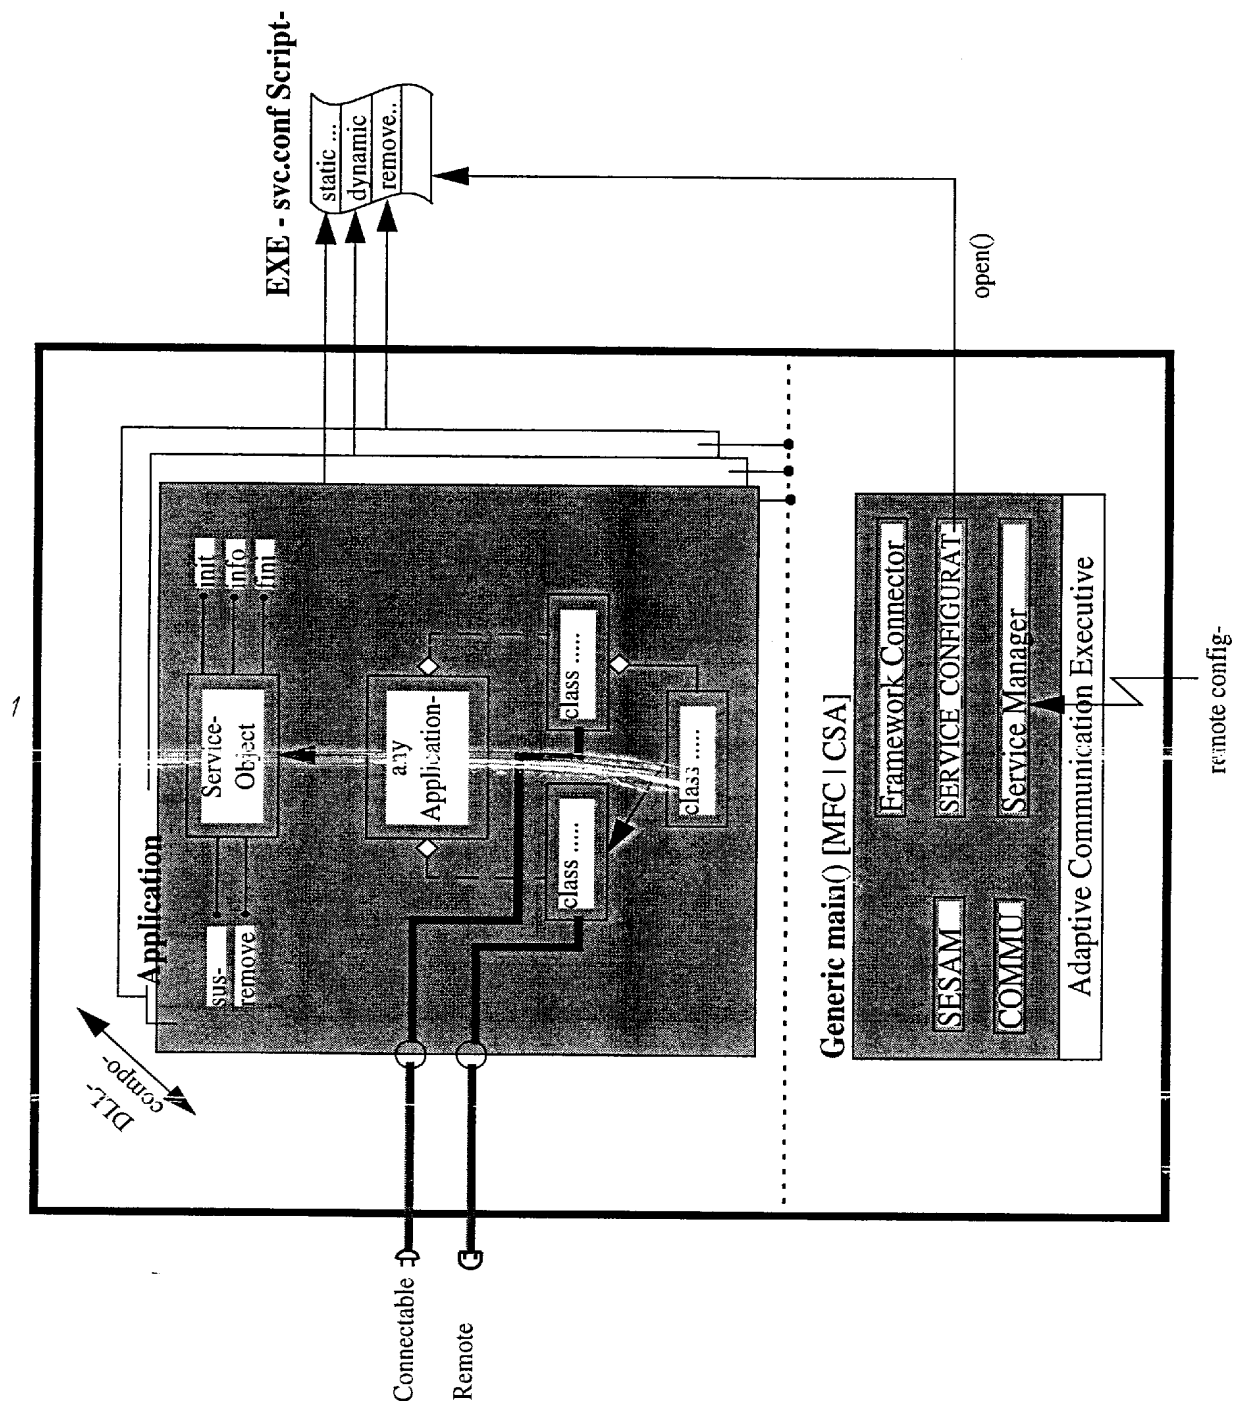 EXE - svc.conf Script-
static ...
dynamic
remove..
open()
1
Application
DLL-
compo-
sus-
remove
Service-
Object
init
info
fini
any
Application-
class .....
class .....
class ......
Connectable
Remote
Generic main() [MFC | CSA]
SESAM
COMMU
Framework Connector
SERVICE CONFIGURAT-
Service Manager
Adaptive Communication Executive
remote config-